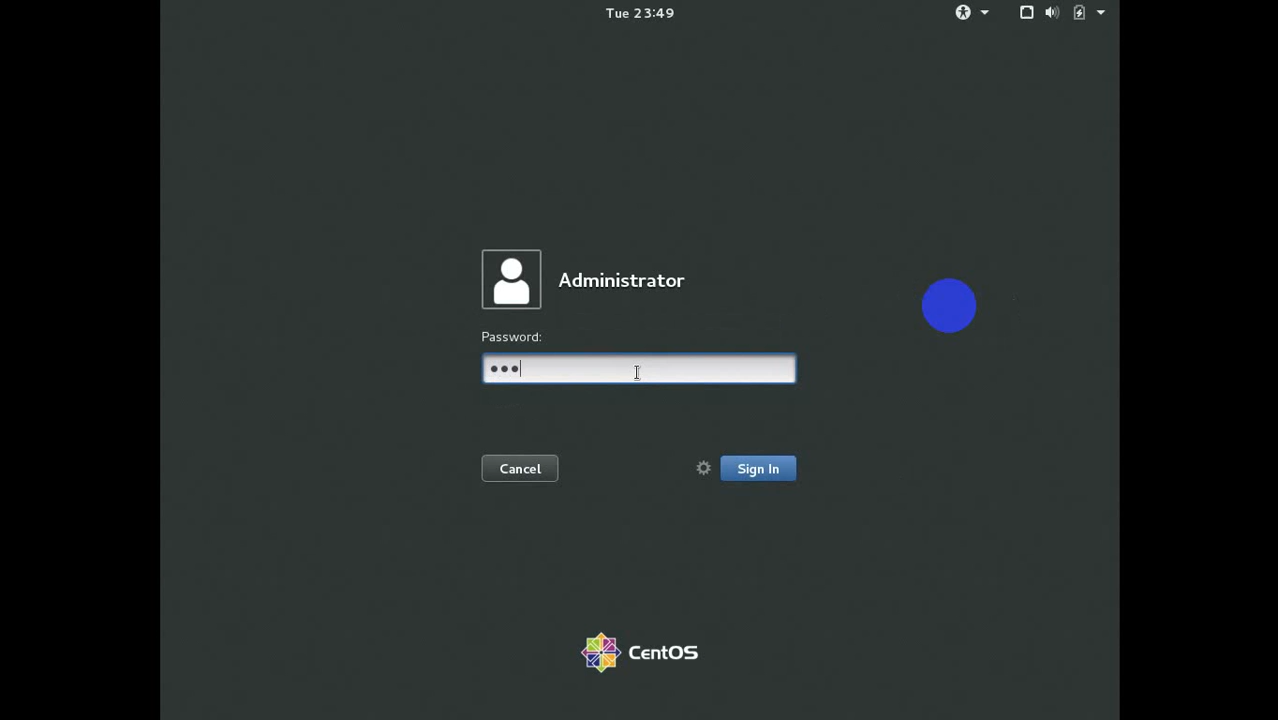 Tue 23:49
Administrator
Password:
•••
Cancel
Sign In
CentOS